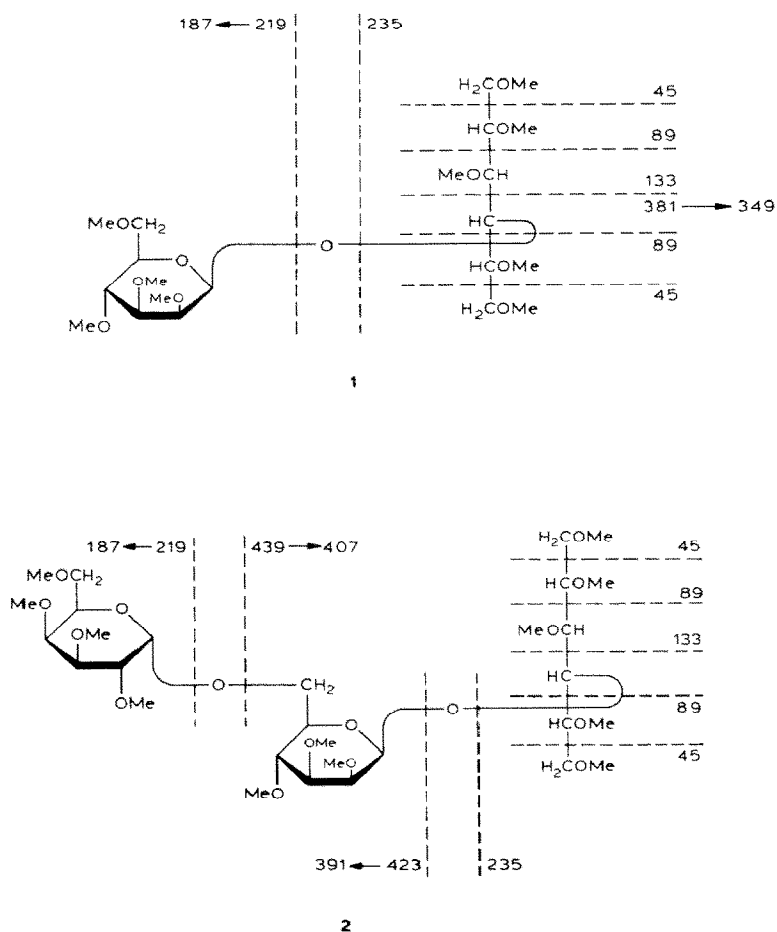 187 ← 219 235
H₂COMe 45
HCOMe 89
MeOCH 133
381 → 349
MeOCH₂ HC
O O 89
OMe MeO HCOMe
MeO 45
H₂COMe
1
187 ← 219 439 → 407
H₂COMe 45
MeOCH₂ HCOMe 89
MeO O
OMe MeOCH 133
O CH₂ HC
OMe 89
O O HCOMe
OMe MeO 45
MeO H₂COMe
391 ← 423 235
2